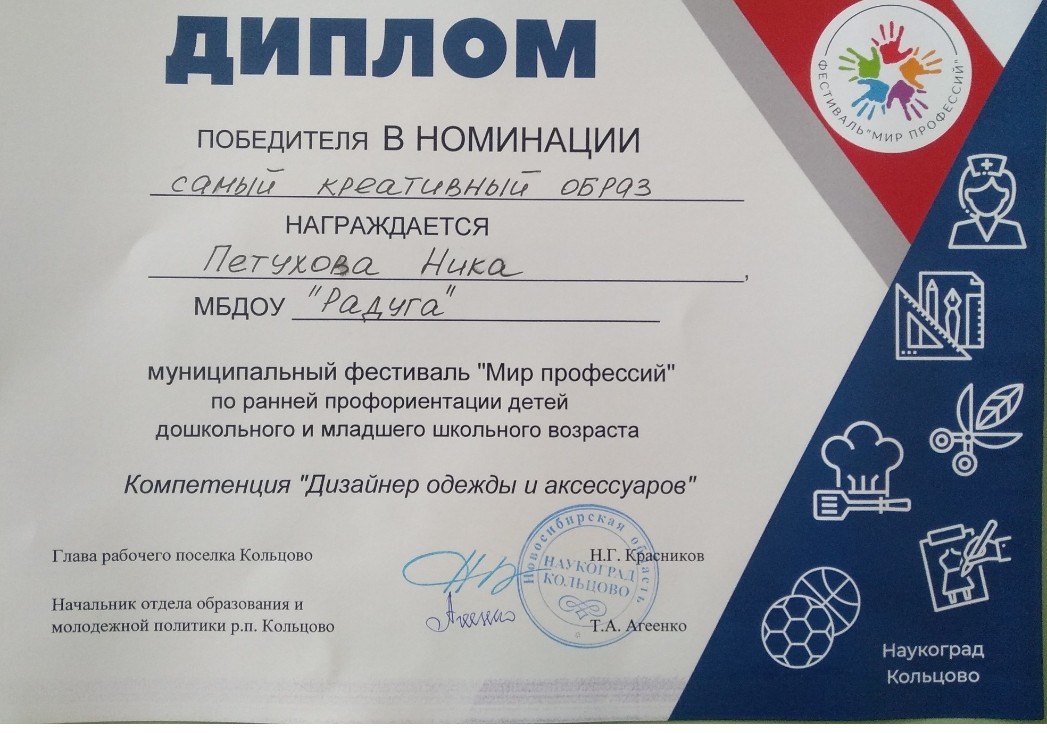 ДИПЛОМ
ФЕСТИВАЛЬ "МИР ПРОФЕССИЙ"
ПОБЕДИТЕЛЯ В НОМИНАЦИИ
самый креативный образ
НАГРАЖДАЕТСЯ
Петухова Ника,
МБДОУ "Радуга"
муниципальный фестиваль "Мир профессий"
по ранней профориентации детей
дошкольного и младшего школьного возраста
Компетенция "Дизайнер одежды и аксессуаров"
Глава рабочего поселка Кольцово Н.Г. Красников
Новосибирская область
НАУКОГРАД
КОЛЬЦОВО
Начальник отдела образования и
молодежной политики р.п. Кольцово Агеенко Т.А. Агеенко
Наукоград
Кольцово